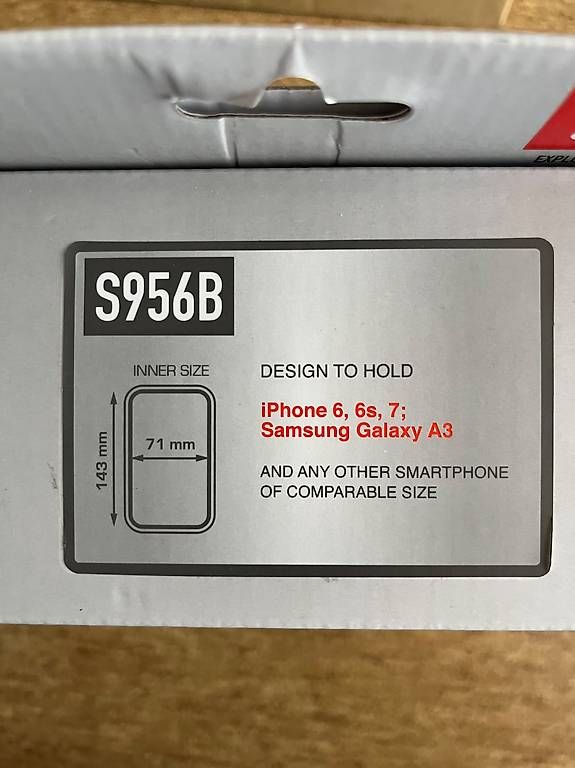 S956B
INNER SIZE
143 mm
71 mm
DESIGN TO HOLD
iPhone 6, 6s, 7;
Samsung Galaxy A3
AND ANY OTHER SMARTPHONE
OF COMPARABLE SIZE